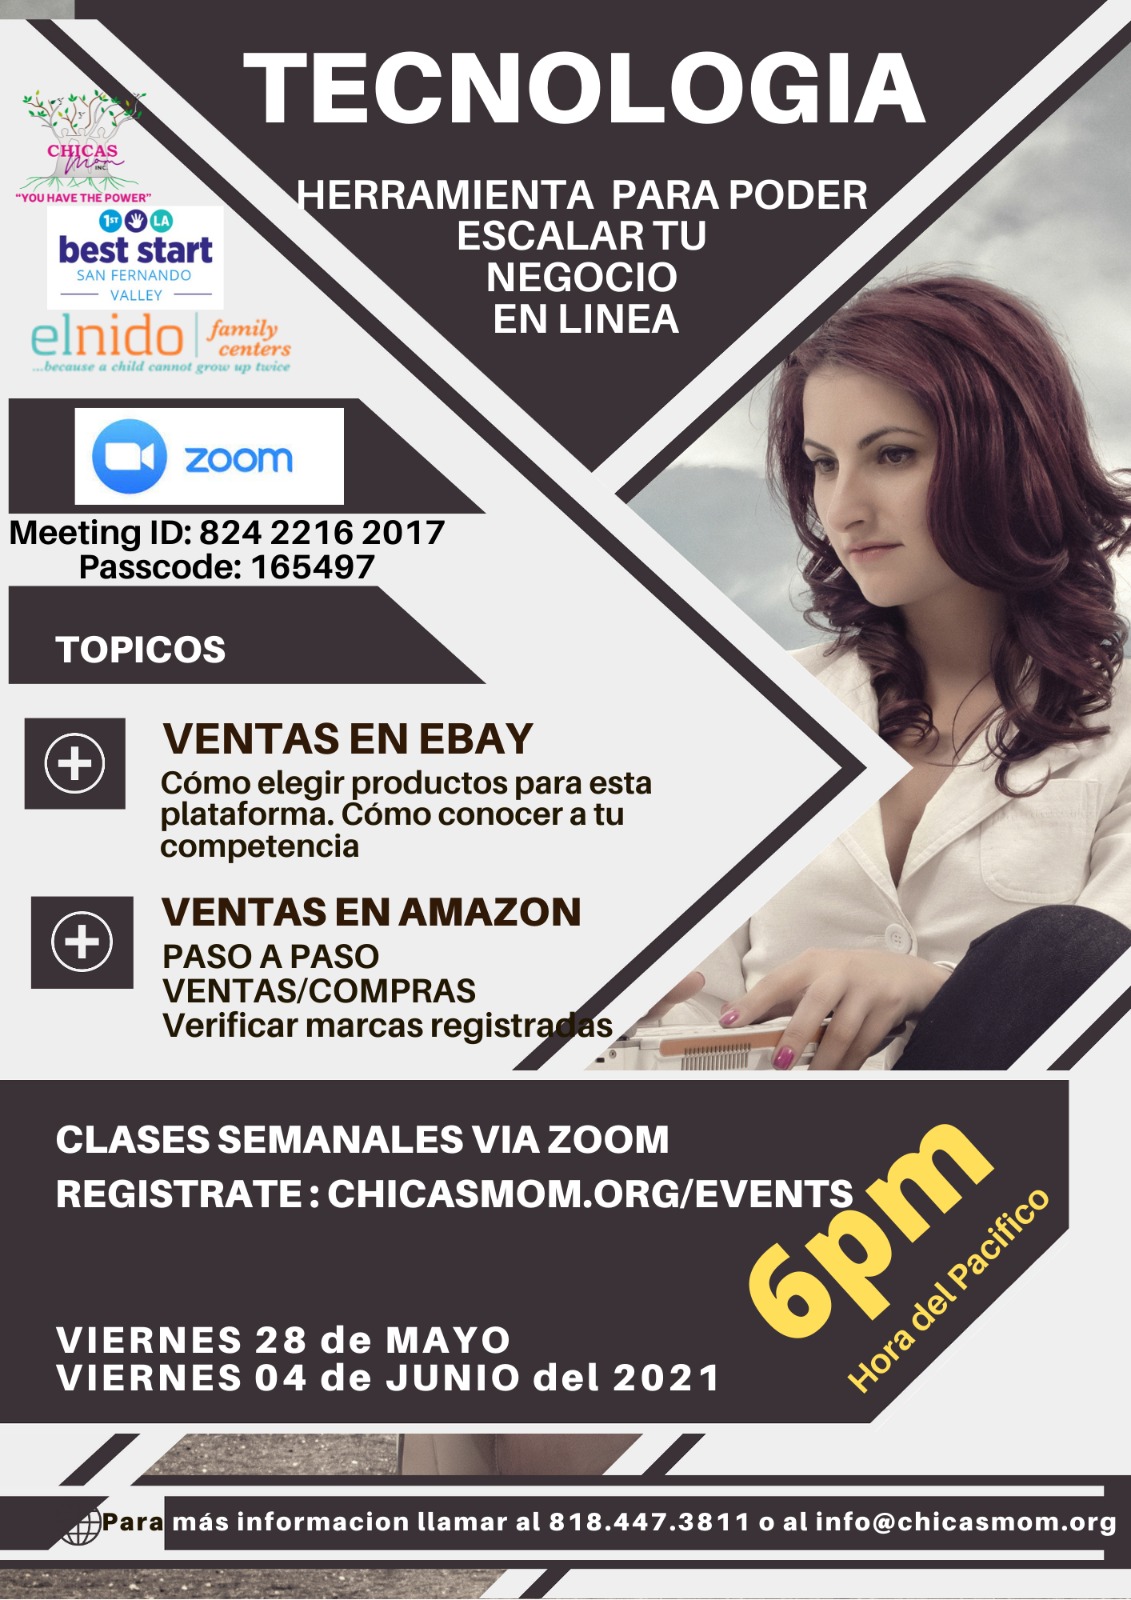 TECNOLOGIA
HERRAMIENTA PARA PODER
ESCALAR TU
NEGOCIO
EN LINEA
CHICAS
Mom
INC.
"YOU HAVE THE POWER"
1ST LA
best start
SAN FERNANDO
VALLEY
elnido family
centers
...because a child cannot grow up twice
zoom
Meeting ID: 824 2216 2017
Passcode: 165497
TOPICOS
VENTAS EN EBAY
Cómo elegir productos para esta
plataforma. Cómo conocer a tu
competencia
VENTAS EN AMAZON
PASO A PASO
VENTAS/COMPRAS
Verificar marcas registradas
CLASES SEMANALES VIA ZOOM
REGISTRATE : CHICASMOM.ORG/EVENTS
6pm
Hora del Pacifico
VIERNES 28 de MAYO
VIERNES 04 de JUNIO del 2021
Para más informacion llamar al 818.447.3811 o al info@chicasmom.org